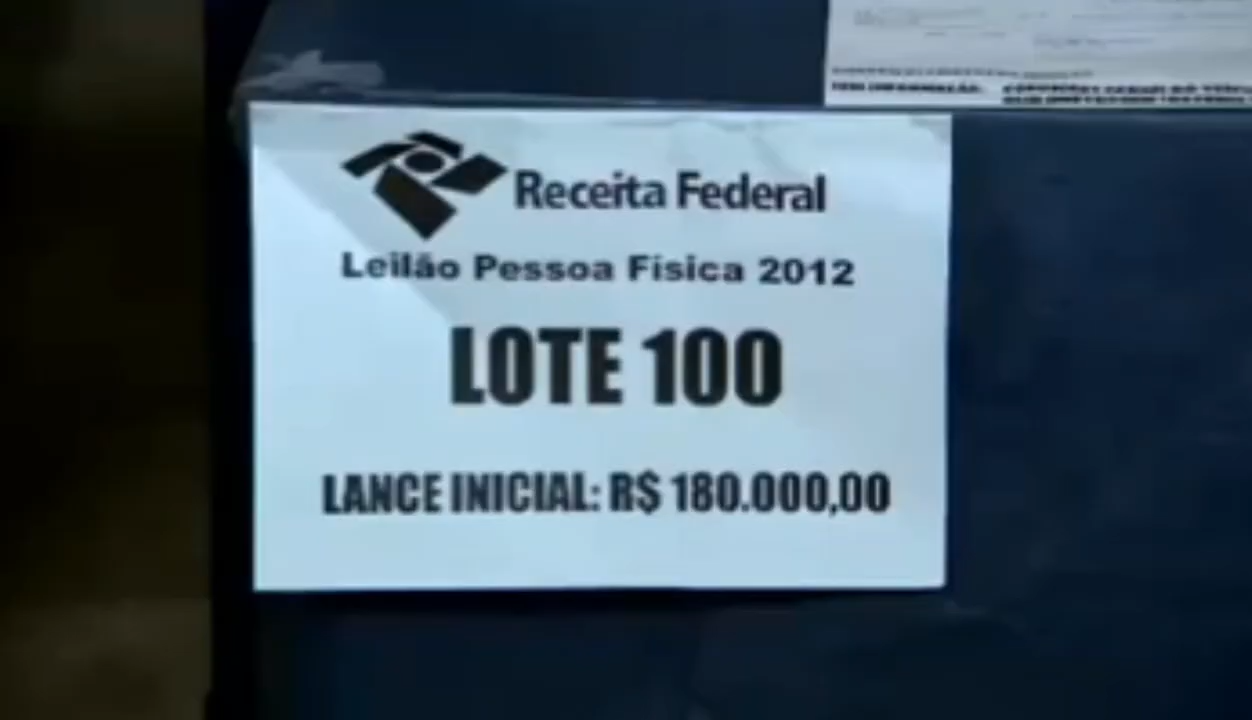 Receita Federal
Leilão Pessoa Física 2012
LOTE 100
LANCE INICIAL: R$ 180.000,00